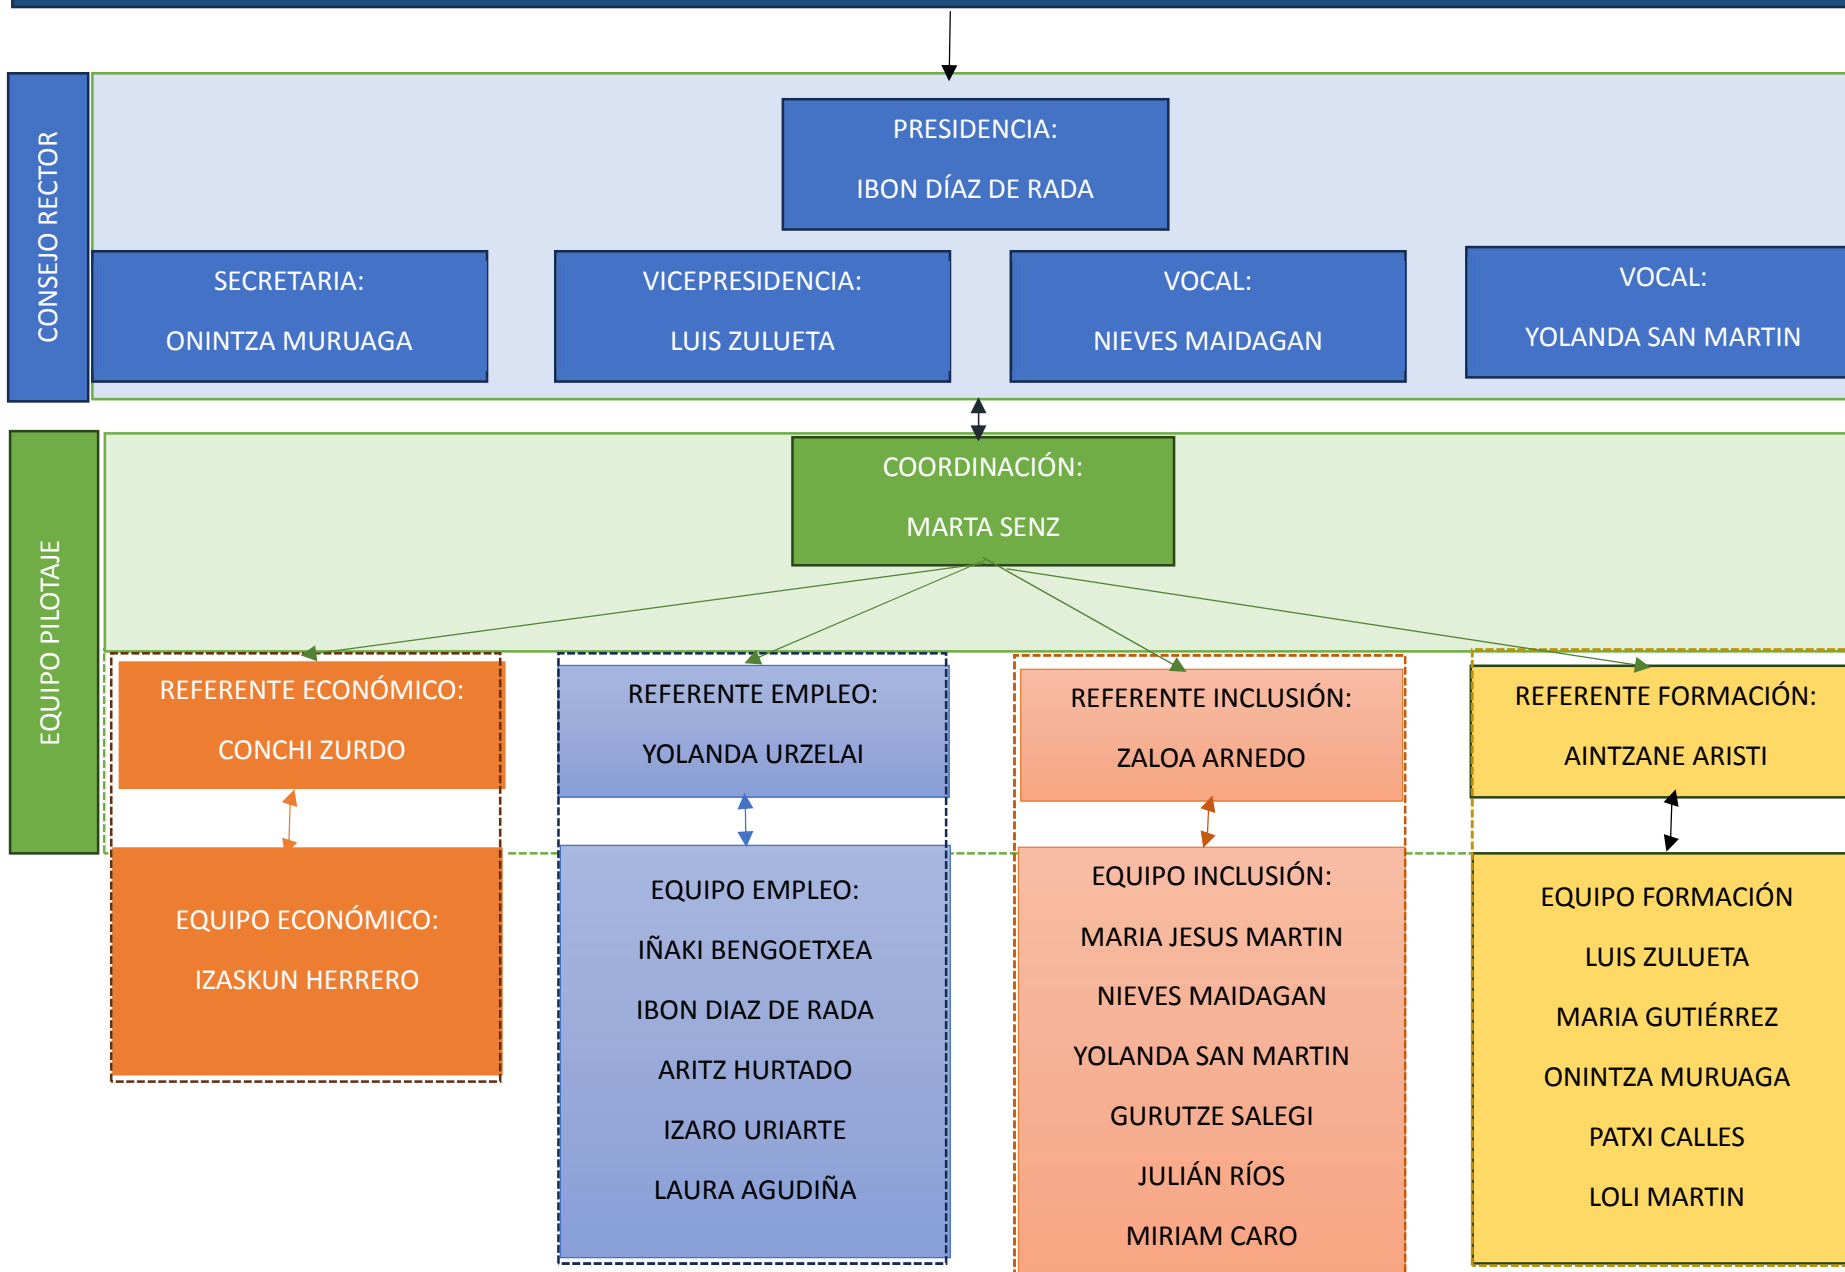 CONSEJO RECTOR
PRESIDENCIA:
IBON DÍAZ DE RADA
SECRETARIA:
ONINTZA MURUAGA
VICEPRESIDENCIA:
LUIS ZULUETA
VOCAL:
NIEVES MAIDAGAN
VOCAL:
YOLANDA SAN MARTIN
EQUIPO PILOTAJE
COORDINACIÓN:
MARTA SENZ
REFERENTE ECONÓMICO:
CONCHI ZURDO
REFERENTE EMPLEO:
YOLANDA URZELAI
REFERENTE INCLUSIÓN:
ZALOA ARNEDO
REFERENTE FORMACIÓN:
AINTZANE ARISTI
EQUIPO ECONÓMICO:
IZASKUN HERRERO
EQUIPO EMPLEO:
IÑAKI BENGOETXEA
IBON DIAZ DE RADA
ARITZ HURTADO
IZARO URIARTE
LAURA AGUDIÑA
EQUIPO INCLUSIÓN:
MARIA JESUS MARTIN
NIEVES MAIDAGAN
YOLANDA SAN MARTIN
GURUTZE SALEGI
JULIÁN RÍOS
MIRIAM CARO
EQUIPO FORMACIÓN
LUIS ZULUETA
MARIA GUTIÉRREZ
ONINTZA MURUAGA
PATXI CALLES
LOLI MARTIN